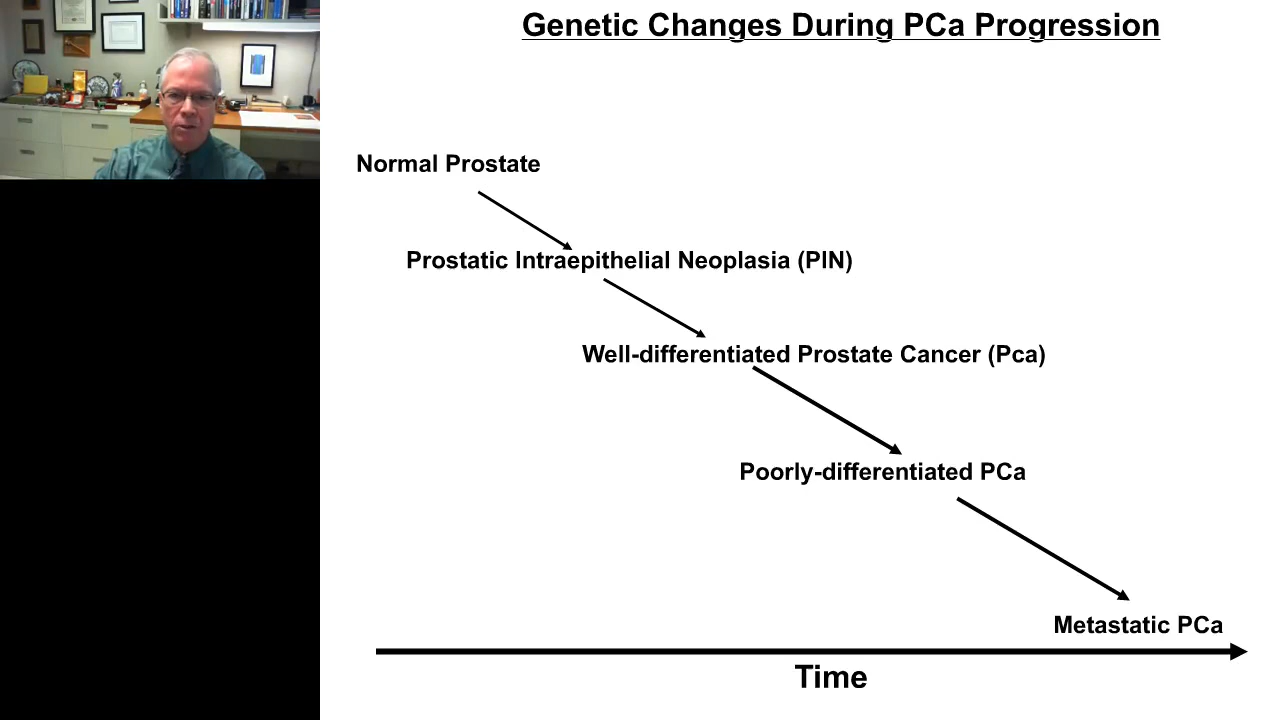 Genetic Changes During PCa Progression
Normal Prostate
Prostatic Intraepithelial Neoplasia (PIN)
Well-differentiated Prostate Cancer (Pca)
Poorly-differentiated PCa
Metastatic PCa
Time